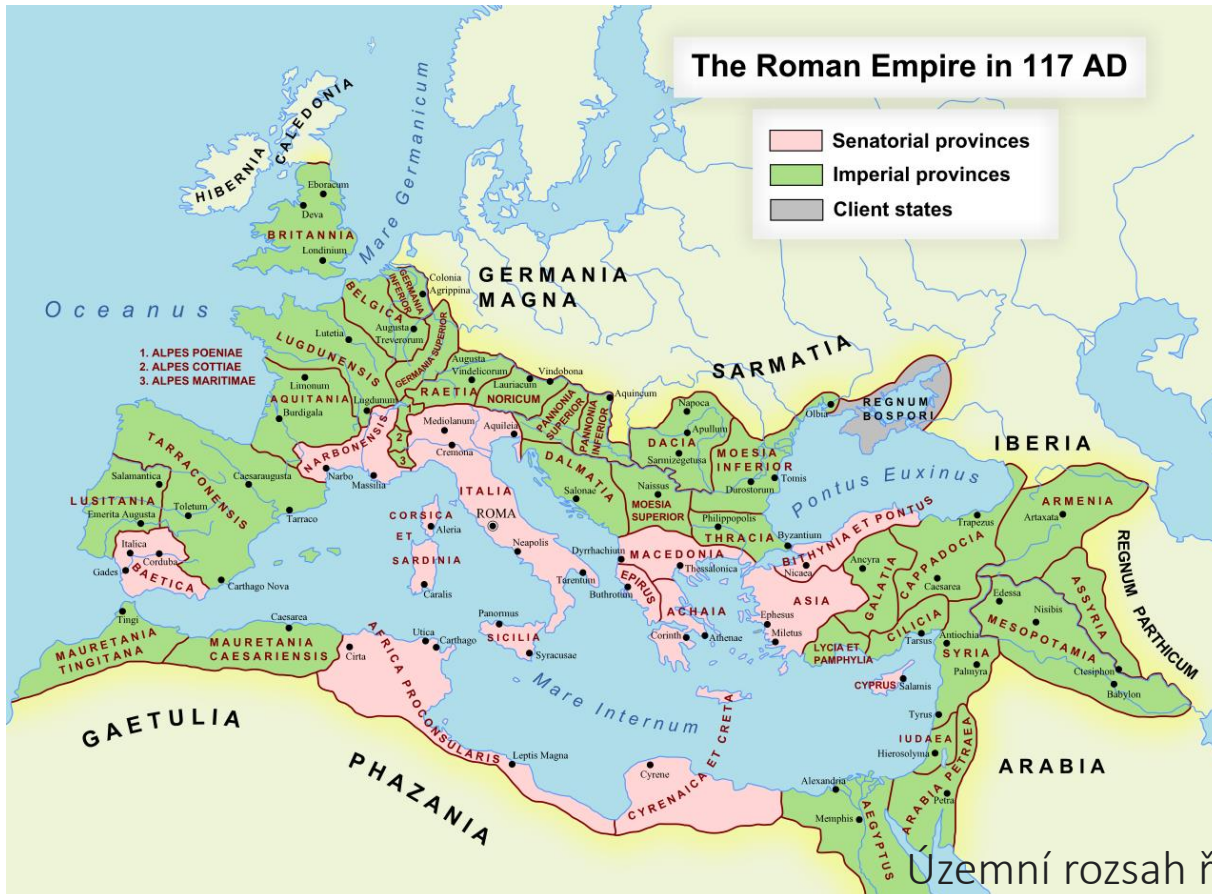 The Roman Empire in 117 AD
Senatorial provinces
Imperial provinces
Client states
HIBERNIA
CALEDONIA
Mare Germanicum
Oceanus
Eboracum
Deva
BRITANNIA
Londinium
GERMANIA
MAGNA
SARMATIA
GERMANIA
INFERIOR
Colonia
Agrippina
BELGICA
Augusta
Treverorum
Lutetia
LUGDUNENSIS
GERMANIA SUPERIOR
1. ALPES POENIAE
2. ALPES COTTIAE
3. ALPES MARITIMAE
Limonum
AQUITANIA
Burdigala
Lugdunum
1
2
3
NARBONENSIS
Narbo
Massilia
Augusta
Vindelicorum
RAETIA
Lauriacum
Vindobona
NORICUM
PANNONIA
SUPERIOR
PANNONIA
INFERIOR
Aquincum
Mediolanum
Cremona
Aquileia
ITALIA
ROMA
Neapolis
Tarentum
CORSICA
ET
SARDINIA
Aleria
Caralis
Panormus
SICILIA
Syracusae
TARRACONENSIS
Salamantica
Caesaraugusta
LUSITANIA
Toletum
Emerita Augusta
Tarraco
Italica
Corduba
Gades
BAETICA
Carthago Nova
Tingi
MAURETANIA
TINGITANA
Caesarea
MAURETANIA
CAESARIENSIS
Cirta
Utica
Carthago
AFRICA PROCONSULARIS
Leptis Magna
GAETULIA
PHAZANIA
Mare Internum
Cyrene
CYRENAICA ET CRETA
DALMATIA
Salonae
Napoca
Apullum
DACIA
Sarmizegetusa
MOESIA
INFERIOR
Tomis
Durostorum
Naissus
MOESIA
SUPERIOR
Philippopolis
THRACIA
Byzantium
Dyrrhachium
MACEDONIA
Thessalonica
EPIRUS
Buthrotum
ACHAIA
Corinth
Athenae
Olbia
REGNUM
BOSPORI
Pontus Euxinus
IBERIA
ARMENIA
Artaxata
REGNUM PARTHICUM
Trapezus
BITHYNIA ET PONTUS
Nicaea
Ancyra
GALATIA
CAPPADOCIA
Caesarea
ASIA
Ephesus
Miletus
LYCIA ET
PAMPHYLIA
CILICIA
Tarsus
Antiochia
SYRIA
Palmyra
Edessa
Nisibis
MESOPOTAMIA
ASSYRIA
Ctesiphon
Babylon
CYPRUS
Salamis
Tyrus
IUDAEA
Hierosolyma
ARABIA PETRAEA
Petra
ARABIA
Alexandria
Memphis
AEGYPTUS
Územní rozsah ř